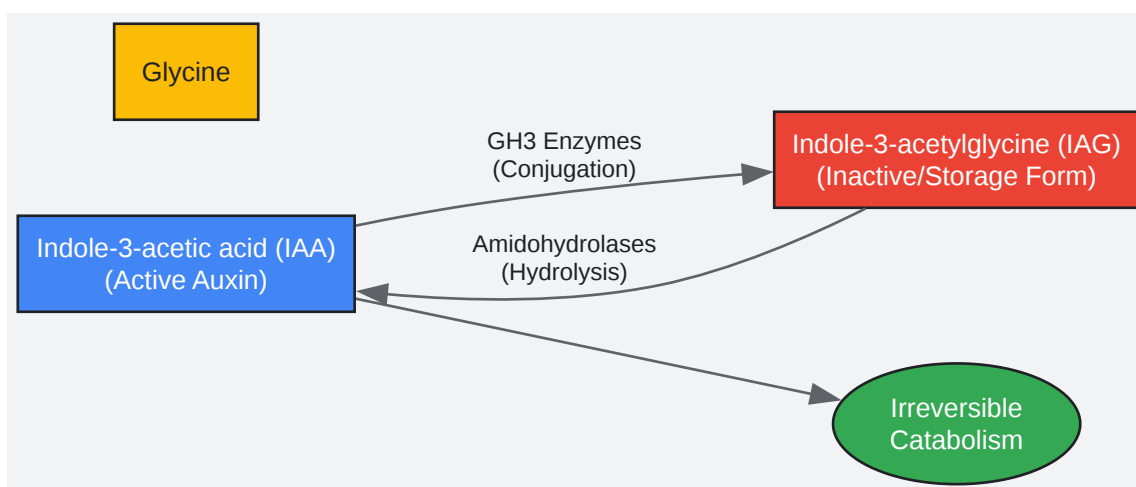 Glycine
GH3 Enzymes
(Conjugation)
Indole-3-acetylglycine (IAG)
(Inactive/Storage Form)
Indole-3-acetic acid (IAA)
(Active Auxin)
Amidohydrolases
(Hydrolysis)
Irreversible
Catabolism